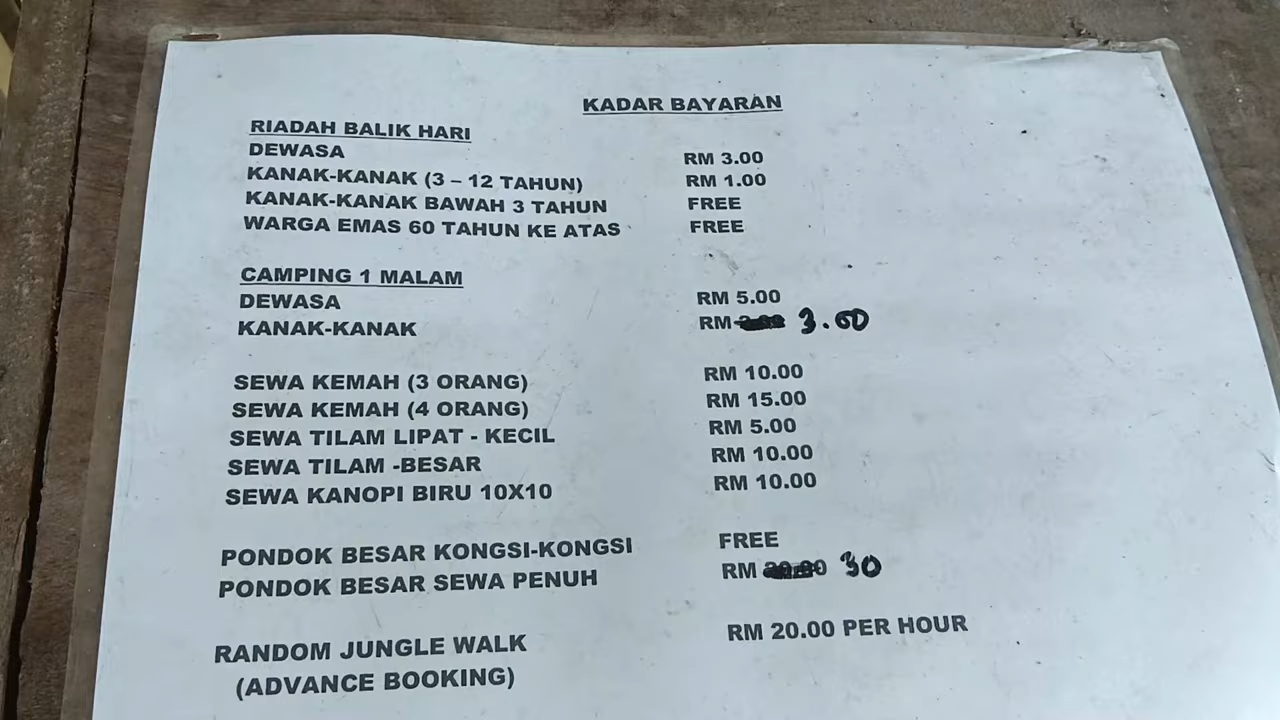 KADAR BAYARAN
RIADAH BALIK HARI
DEWASA RM 3.00
KANAK-KANAK (3 – 12 TAHUN) RM 1.00
KANAK-KANAK BAWAH 3 TAHUN FREE
WARGA EMAS 60 TAHUN KE ATAS FREE
CAMPING 1 MALAM
DEWASA RM 5.00
KANAK-KANAK RM 3.00
SEWA KEMAH (3 ORANG) RM 10.00
SEWA KEMAH (4 ORANG) RM 15.00
SEWA TILAM LIPAT - KECIL RM 5.00
SEWA TILAM -BESAR RM 10.00
SEWA KANOPI BIRU 10X10 RM 10.00
PONDOK BESAR KONGSI-KONGSI FREE
PONDOK BESAR SEWA PENUH RM 30
RANDOM JUNGLE WALK RM 20.00 PER HOUR
(ADVANCE BOOKING)